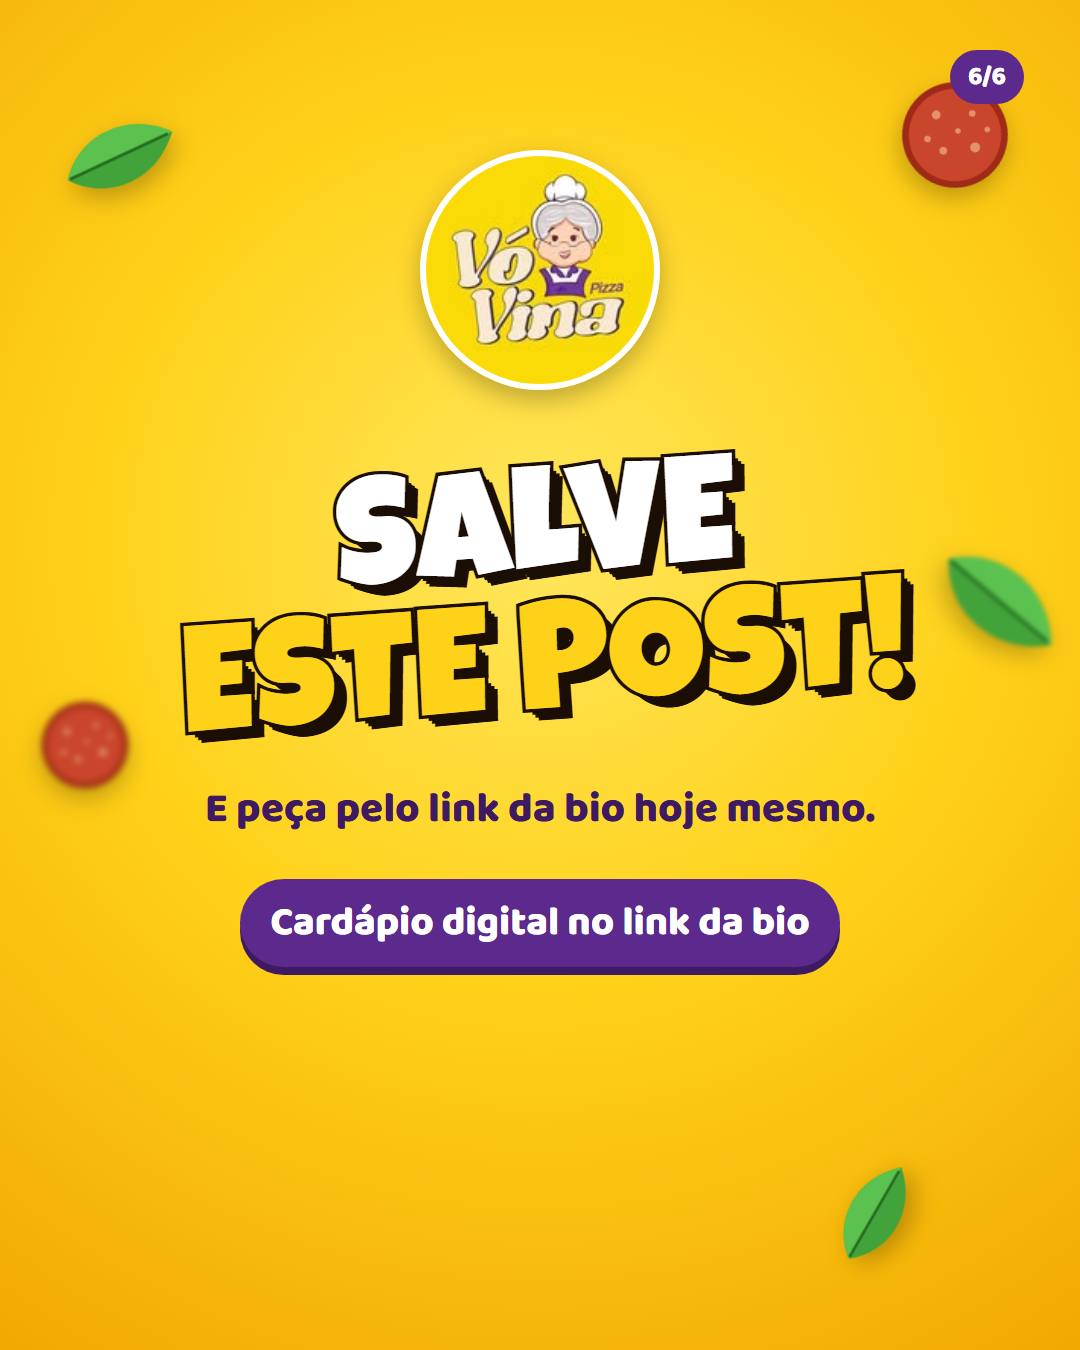 6/6
Vó
Pizza
Vina
SALVE
ESTE POST!
E peça pelo link da bio hoje mesmo.
Cardápio digital no link da bio